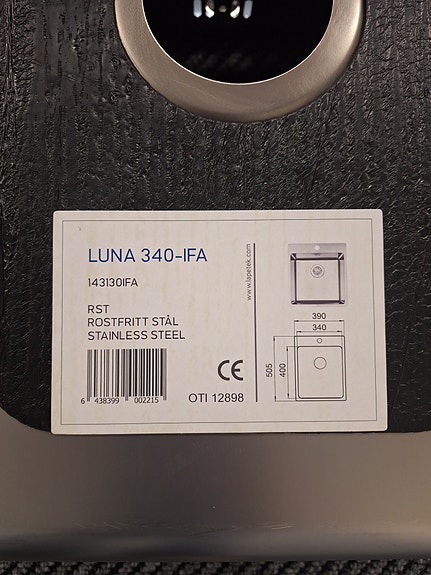 LUNA 340-IFA
143130IFA
RST
ROSTFRITT STÅL
STAINLESS STEEL
6 438399 002215
CE
OTI 12898
www.lapetek.com
390
340
505
400